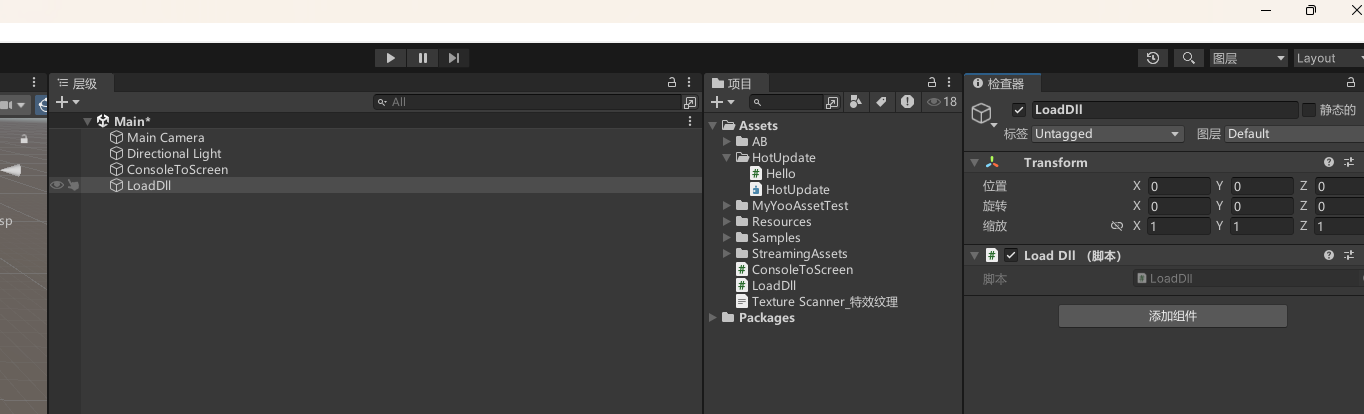 图层
Layout
sp
层级
All
Main*
Main Camera
Directional Light
ConsoleToScreen
LoadDll
项目
18
Assets
AB
HotUpdate
Hello
HotUpdate
MyYooAssetTest
Resources
Samples
StreamingAssets
ConsoleToScreen
LoadDll
Texture Scanner_特效纹理
Packages
检查器
LoadDll 静态的
标签 Untagged 图层 Default
Transform
位置 X 0 Y 0 Z 0
旋转 X 0 Y 0 Z 0
缩放 X 1 Y 1 Z 1
Load Dll （脚本）
脚本 LoadDll
添加组件